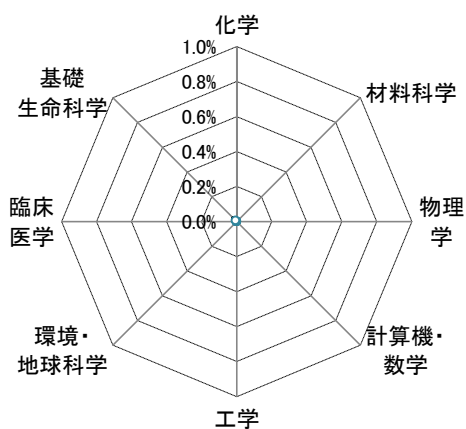 化学
1.0%
0.8%
0.6%
0.4%
0.2%
0.0%
材料科学
物理
学
計算機・
数学
工学
環境・
地球科学
臨床
医学
基礎
生命科学